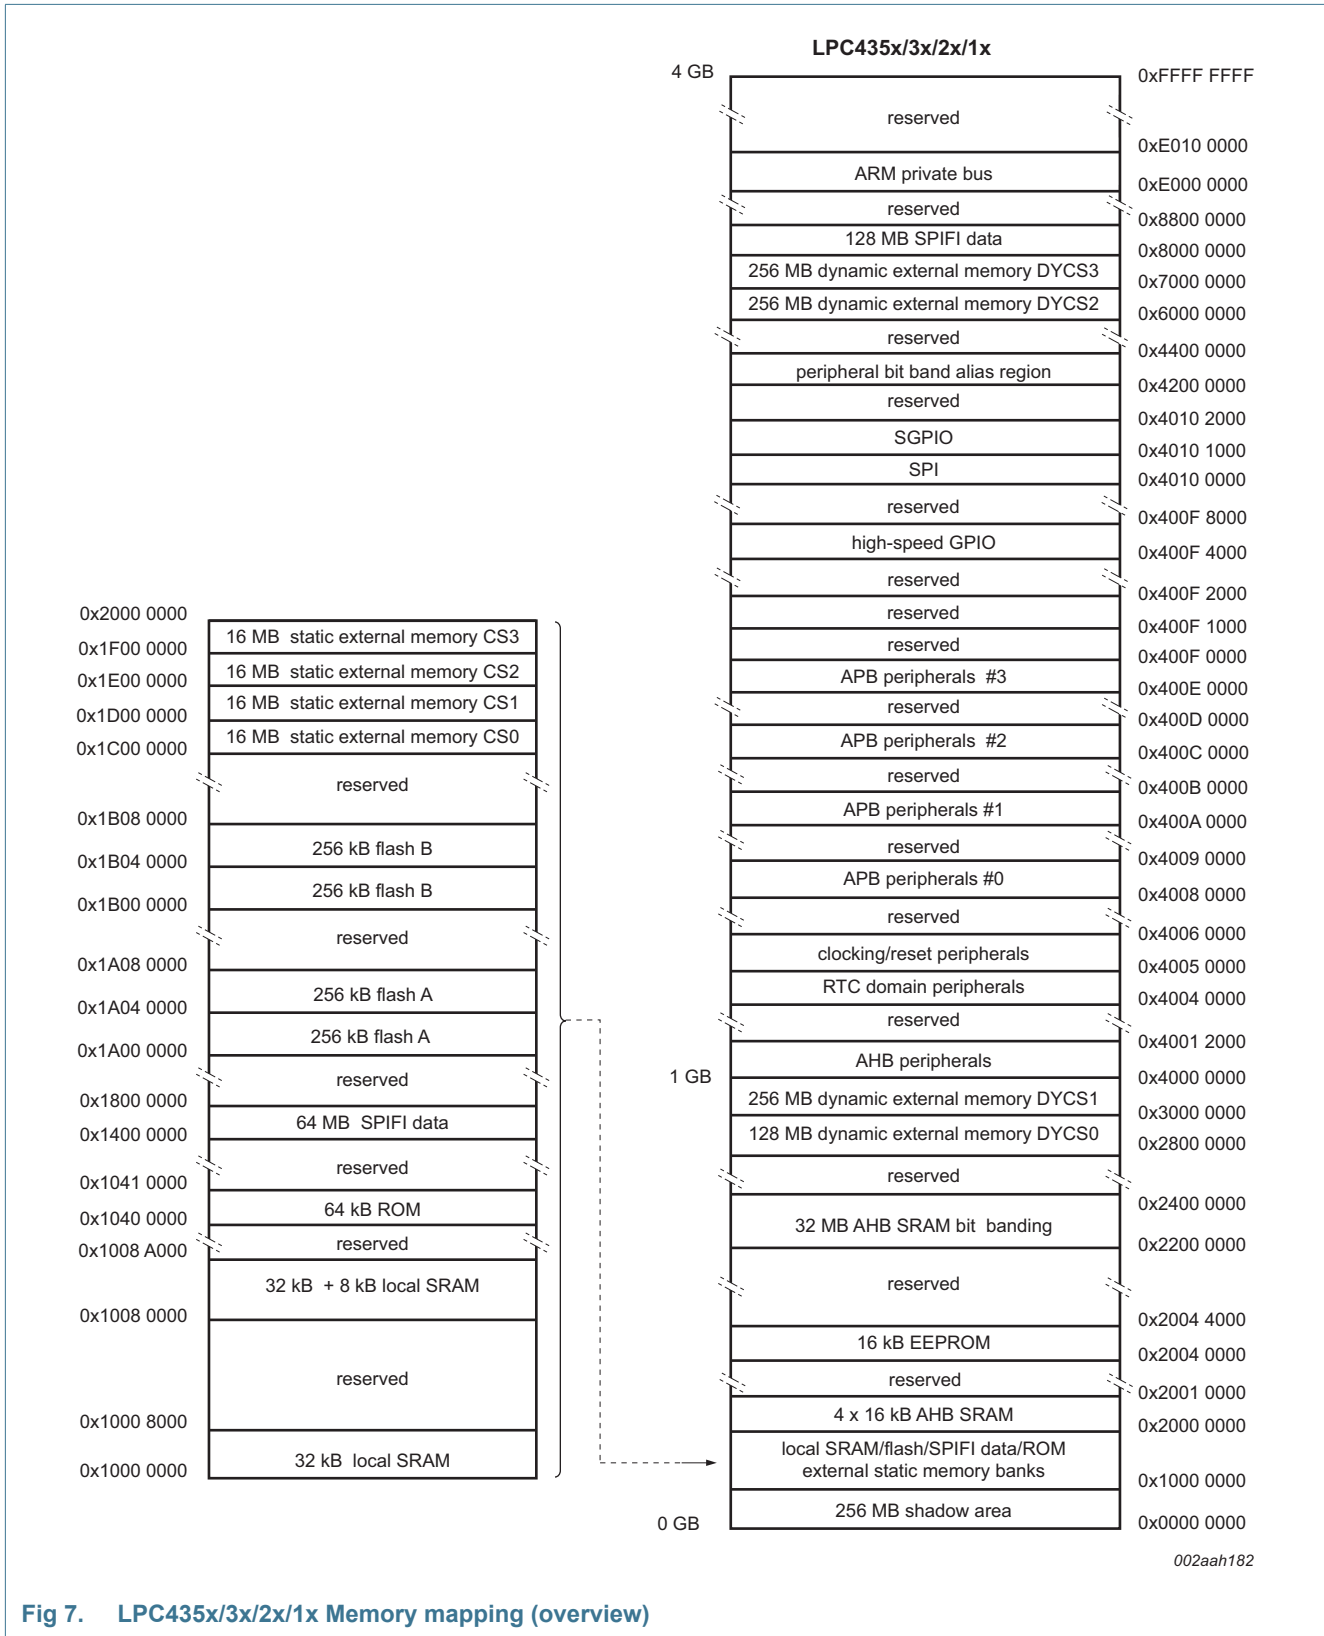 LPC435x/3x/2x/1x
4 GB
0xFFFF FFFF
reserved
0xE010 0000
ARM private bus
0xE000 0000
reserved
0x8800 0000
128 MB SPIFI data
0x8000 0000
256 MB dynamic external memory DYCS3
0x7000 0000
256 MB dynamic external memory DYCS2
0x6000 0000
reserved
0x4400 0000
peripheral bit band alias region
0x4200 0000
reserved
0x4010 2000
SGPIO
0x4010 1000
SPI
0x4010 0000
reserved
0x400F 8000
high-speed GPIO
0x400F 4000
reserved
0x400F 2000
reserved
0x400F 1000
reserved
0x400F 0000
APB peripherals #3
0x400E 0000
reserved
0x400D 0000
APB peripherals #2
0x400C 0000
reserved
0x400B 0000
APB peripherals #1
0x400A 0000
reserved
0x4009 0000
APB peripherals #0
0x4008 0000
reserved
0x4006 0000
clocking/reset peripherals
0x4005 0000
RTC domain peripherals
0x4004 0000
reserved
0x4001 2000
AHB peripherals
1 GB
0x4000 0000
256 MB dynamic external memory DYCS1
0x3000 0000
128 MB dynamic external memory DYCS0
0x2800 0000
reserved
0x2400 0000
32 MB AHB SRAM bit banding
0x2200 0000
reserved
0x2004 4000
16 kB EEPROM
0x2004 0000
reserved
0x2001 0000
4 x 16 kB AHB SRAM
0x2000 0000
local SRAM/flash/SPIFI data/ROM
external static memory banks
0x1000 0000
256 MB shadow area
0 GB
0x0000 0000
0x2000 0000
16 MB static external memory CS3
0x1F00 0000
16 MB static external memory CS2
0x1E00 0000
16 MB static external memory CS1
0x1D00 0000
16 MB static external memory CS0
0x1C00 0000
reserved
0x1B08 0000
256 kB flash B
0x1B04 0000
256 kB flash B
0x1B00 0000
reserved
0x1A08 0000
256 kB flash A
0x1A04 0000
256 kB flash A
0x1A00 0000
reserved
0x1800 0000
64 MB SPIFI data
0x1400 0000
reserved
0x1041 0000
64 kB ROM
0x1040 0000
reserved
0x1008 A000
32 kB + 8 kB local SRAM
0x1008 0000
reserved
0x1000 8000
32 kB local SRAM
0x1000 0000
002aah182
Fig 7. LPC435x/3x/2x/1x Memory mapping (overview)